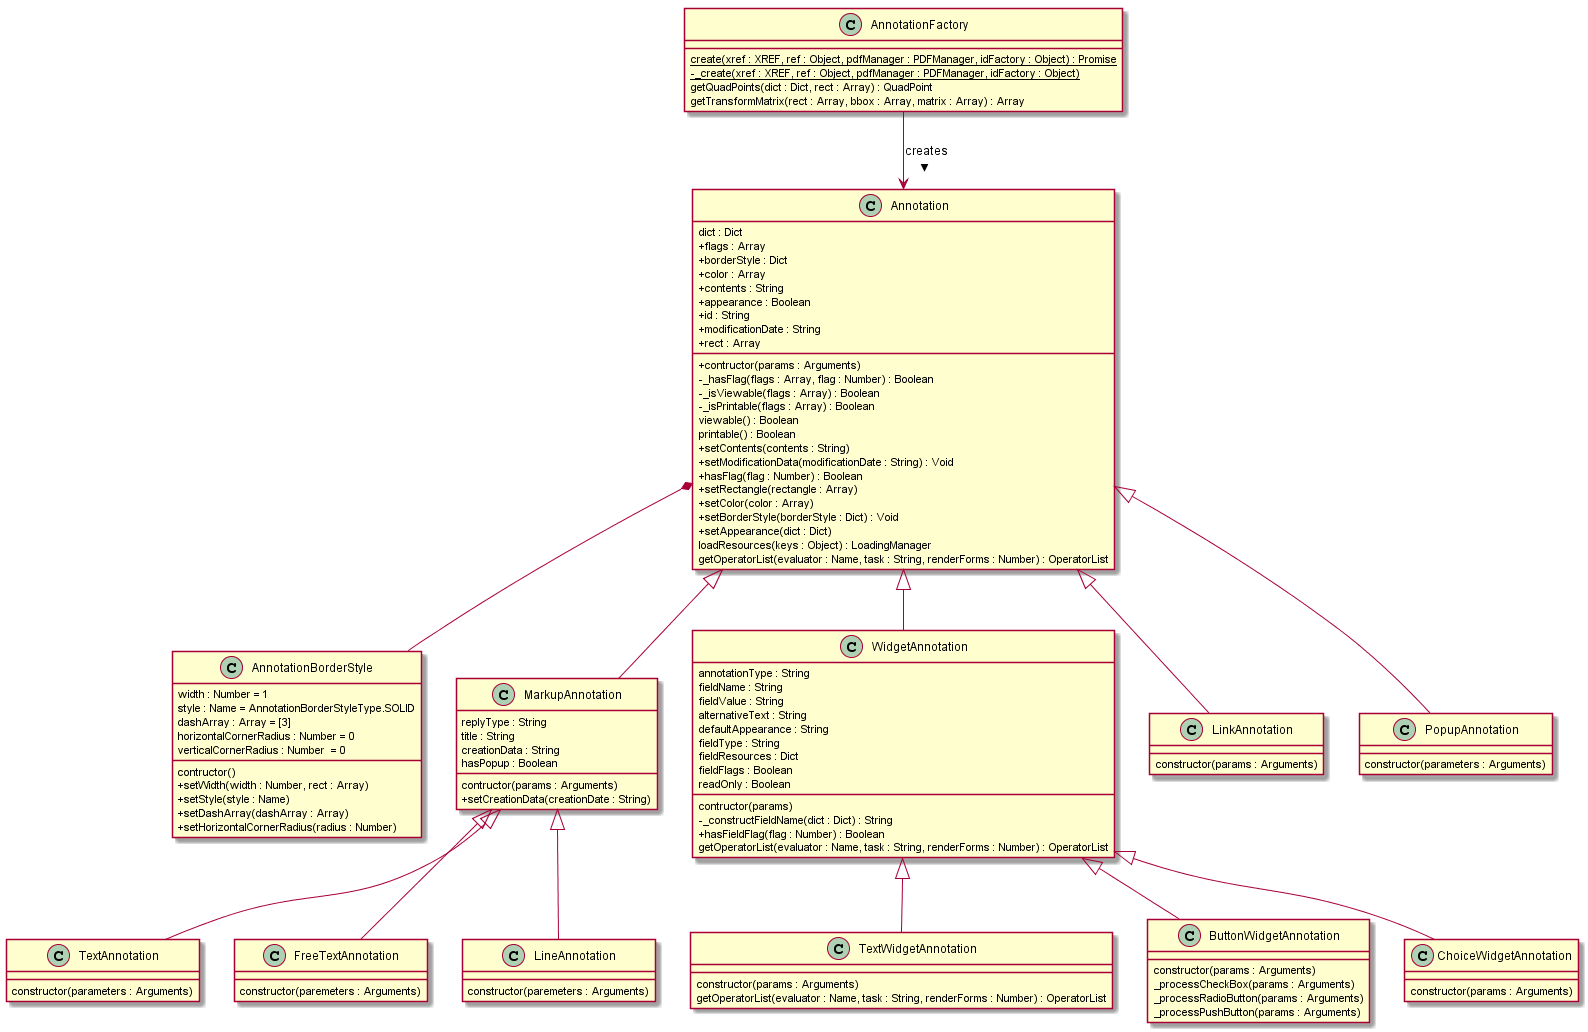 C AnnotationFactory
create(xref : XREF, ref : Object, pdfManager : PDFManager, idFactory : Object) : Promise
-_create(xref : XREF, ref : Object, pdfManager : PDFManager, idFactory : Object)
getQuadPoints(dict : Dict, rect : Array) : QuadPoint
getTransformMatrix(rect : Array, bbox : Array, matrix : Array) : Array
creates
C Annotation
dict : Dict
+flags : Array
+borderStyle : Dict
+color : Array
+contents : String
+appearance : Boolean
+id : String
+modificationDate : String
+rect : Array
+contructor(params : Arguments)
-_hasFlag(flags : Array, flag : Number) : Boolean
-_isViewable(flags : Array) : Boolean
-_isPrintable(flags : Array) : Boolean
viewable() : Boolean
printable() : Boolean
+setContents(contents : String)
+setModificationData(modificationDate : String) : Void
+hasFlag(flag : Number) : Boolean
+setRectangle(rectangle : Array)
+setColor(color : Array)
+setBorderStyle(borderStyle : Dict) : Void
+setAppearance(dict : Dict)
loadResources(keys : Object) : LoadingManager
getOperatorList(evaluator : Name, task : String, renderForms : Number) : OperatorList
C AnnotationBorderStyle
width : Number = 1
style : Name = AnnotationBorderStyleType.SOLID
dashArray : Array = [3]
horizontalCornerRadius : Number = 0
verticalCornerRadius : Number = 0
contructor()
+setWidth(width : Number, rect : Array)
+setStyle(style : Name)
+setDashArray(dashArray : Array)
+setHorizontalCornerRadius(radius : Number)
C MarkupAnnotation
replyType : String
title : String
creationData : String
hasPopup : Boolean
contructor(params : Arguments)
+setCreationData(creationDate : String)
C WidgetAnnotation
annotationType : String
fieldName : String
fieldValue : String
alternativeText : String
defaultAppearance : String
fieldType : String
fieldResources : Dict
fieldFlags : Boolean
readOnly : Boolean
contructor(params)
-_constructFieldName(dict : Dict) : String
+hasFieldFlag(flag : Number) : Boolean
getOperatorList(evaluator : Name, task : String, renderForms : Number) : OperatorList
C LinkAnnotation
constructor(params : Arguments)
C PopupAnnotation
constructor(parameters : Arguments)
C TextAnnotation
constructor(parameters : Arguments)
C FreeTextAnnotation
constructor(paremeters : Arguments)
C LineAnnotation
constructor(paremeters : Arguments)
C TextWidgetAnnotation
constructor(params : Arguments)
getOperatorList(evaluator : Name, task : String, renderForms : Number) : OperatorList
C ButtonWidgetAnnotation
constructor(params : Arguments)
_processCheckBox(params : Arguments)
_processRadioButton(params : Arguments)
_processPushButton(params : Arguments)
C ChoiceWidgetAnnotation
constructor(params : Arguments)